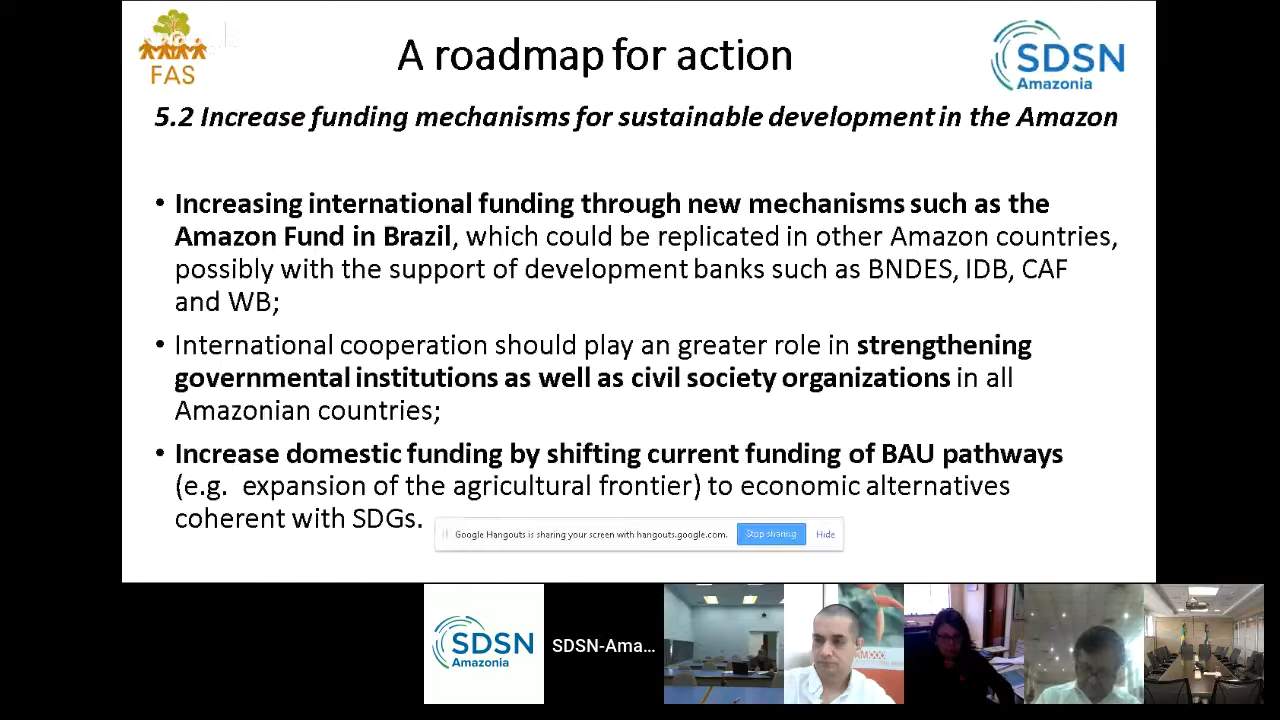 FAS
A roadmap for action
SDSN
Amazonia
5.2 Increase funding mechanisms for sustainable development in the Amazon
• Increasing international funding through new mechanisms such as the
Amazon Fund in Brazil, which could be replicated in other Amazon countries,
possibly with the support of development banks such as BNDES, IDB, CAF
and WB;
• International cooperation should play an greater role in strengthening
governmental institutions as well as civil society organizations in all
Amazonian countries;
• Increase domestic funding by shifting current funding of BAU pathways
(e.g. expansion of the agricultural frontier) to economic alternatives
coherent with SDGs.
Google Hangouts is sharing your screen with hangouts.google.com. Stop sharing Hide
SDSN
Amazonia
SDSN-Ama...